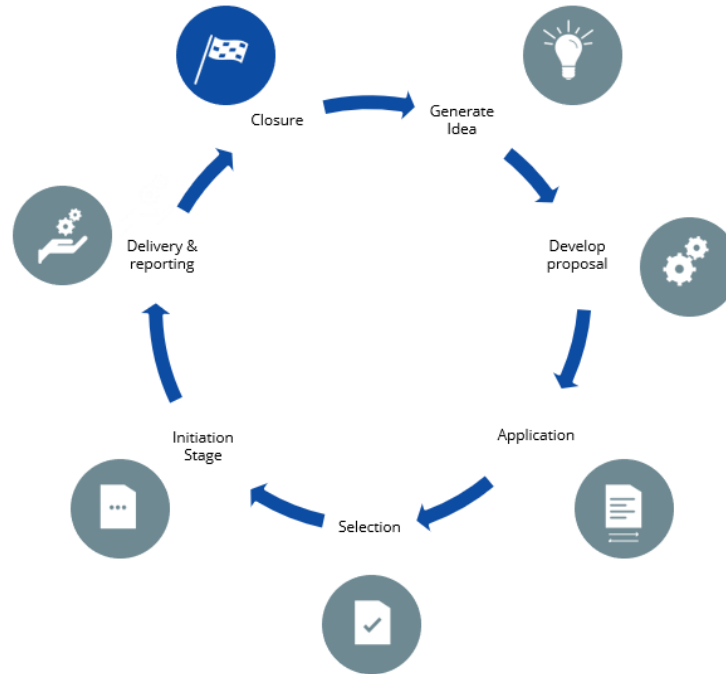 Closure
Generate
Idea
Develop
proposal
Application
Selection
Initiation
Stage
Delivery &
reporting